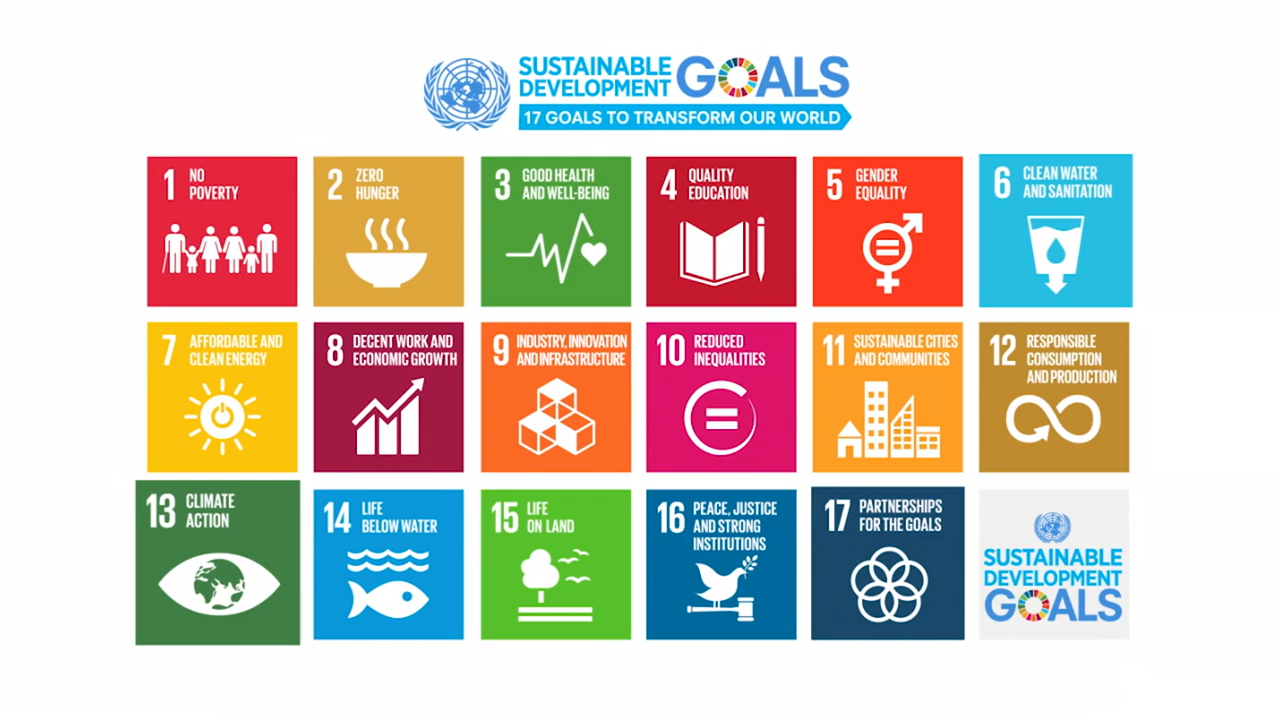 SUSTAINABLE
DEVELOPMENT
GOALS
17 GOALS TO TRANSFORM OUR WORLD
1 NO
POVERTY
2 ZERO
HUNGER
3 GOOD HEALTH
AND WELL-BEING
4 QUALITY
EDUCATION
5 GENDER
EQUALITY
6 CLEAN WATER
AND SANITATION
7 AFFORDABLE AND
CLEAN ENERGY
8 DECENT WORK AND
ECONOMIC GROWTH
9 INDUSTRY, INNOVATION
AND INFRASTRUCTURE
10 REDUCED
INEQUALITIES
11 SUSTAINABLE CITIES
AND COMMUNITIES
12 RESPONSIBLE
CONSUMPTION
AND PRODUCTION
13 CLIMATE
ACTION
14 LIFE
BELOW WATER
15 LIFE
ON LAND
16 PEACE, JUSTICE
AND STRONG
INSTITUTIONS
17 PARTNERSHIPS
FOR THE GOALS
SUSTAINABLE
DEVELOPMENT
GOALS